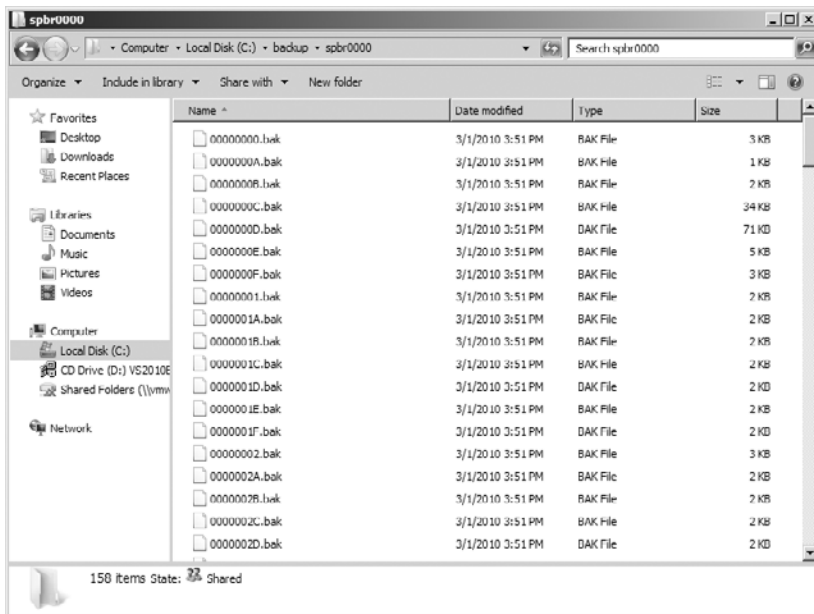 spbr0000
Computer Local Disk (C:) backup spbr0000
Search spbr0000
Organize Include in library Share with New folder
Favorites
Desktop
Downloads
Recent Places
Libraries
Documents
Music
Pictures
Videos
Computer
Local Disk (C:)
CD Drive (D:) VS2010E
Shared Folders (\\vmw
Network
Name Date modified Type Size
00000000.bak 3/1/2010 3:51 PM BAK File 3 KB
0000000A.bak 3/1/2010 3:51 PM BAK File 1 KB
0000000B.bak 3/1/2010 3:51 PM BAK File 2 KB
0000000C.bak 3/1/2010 3:51 PM BAK File 34 KB
0000000D.bak 3/1/2010 3:51 PM BAK File 71 KB
0000000E.bak 3/1/2010 3:51 PM BAK File 5 KB
0000000F.bak 3/1/2010 3:51 PM BAK File 3 KB
00000001.bak 3/1/2010 3:51 PM BAK File 2 KB
0000001A.bak 3/1/2010 3:51 PM BAK File 2 KB
0000001B.bak 3/1/2010 3:51 PM BAK File 2 KB
0000001C.bak 3/1/2010 3:51 PM BAK File 2 KB
0000001D.bak 3/1/2010 3:51 PM BAK File 2 KB
0000001E.bak 3/1/2010 3:51 PM BAK File 2 KB
0000001F.bak 3/1/2010 3:51 PM BAK File 2 KB
00000002.bak 3/1/2010 3:51 PM BAK File 3 KB
0000002A.bak 3/1/2010 3:51 PM BAK File 2 KB
0000002B.bak 3/1/2010 3:51 PM BAK File 2 KB
0000002C.bak 3/1/2010 3:51 PM BAK File 2 KB
0000002D.bak 3/1/2010 3:51 PM BAK File 2 KB
158 items State: Shared